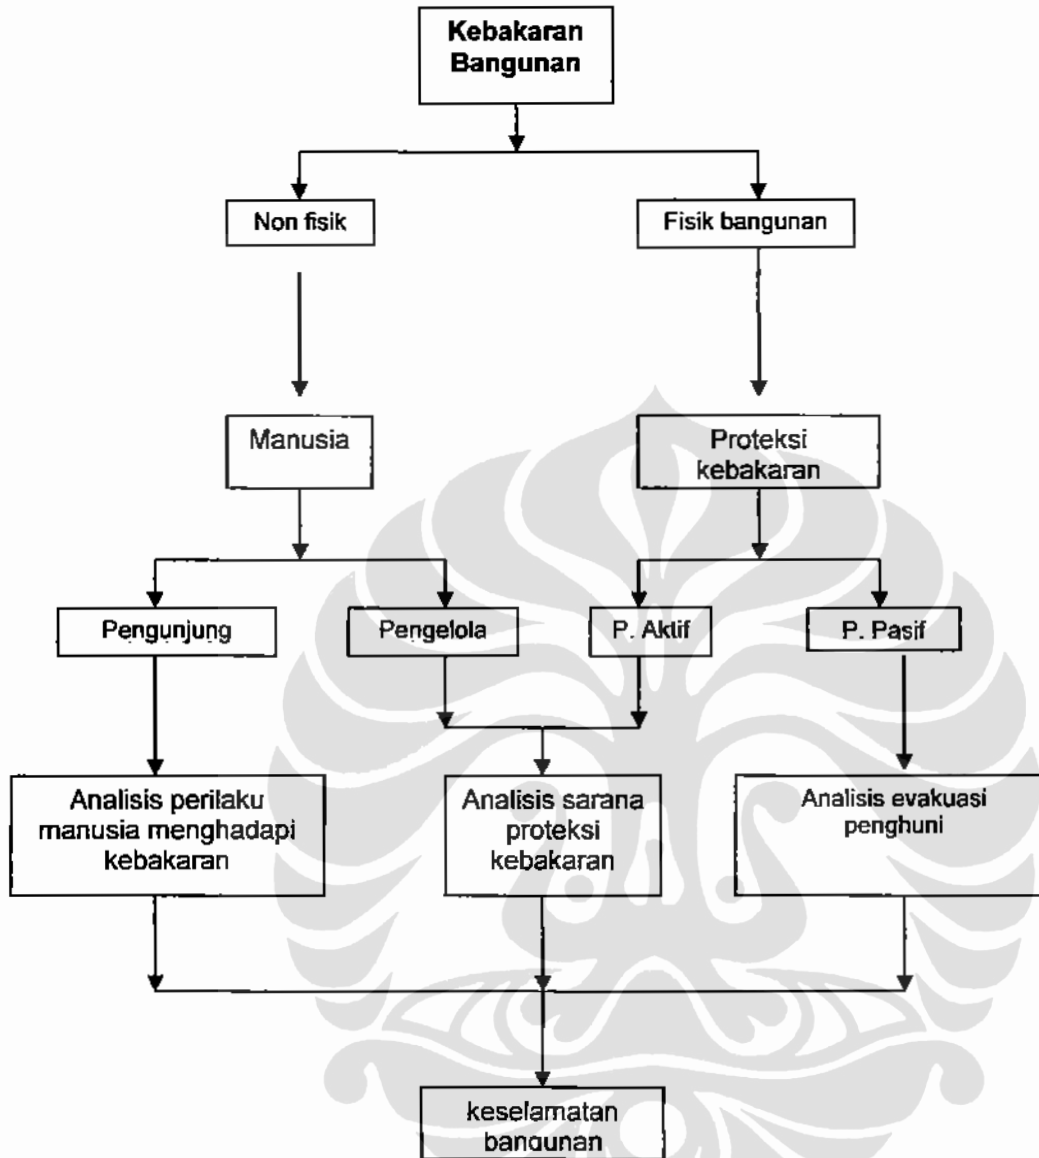 Kebakaran
Bangunan
Non fisik
Fisik bangunan
Manusia
Proteksi
kebakaran
Pengunjung
Pengelola
P. Aktif
P. Pasif
Analisis perilaku
manusia menghadapi
kebakaran
Analisis sarana
proteksi
kebakaran
Analisis evakuasi
penghuni
keselamatan
bangunan